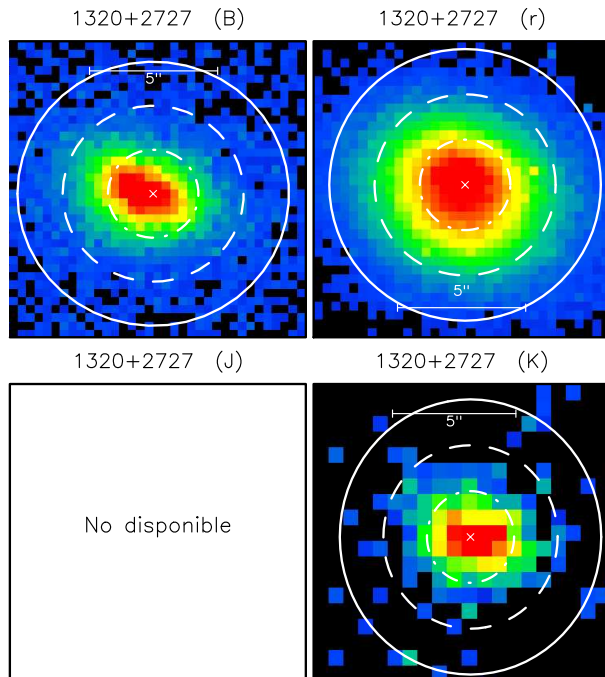 1320+2727 (B)
1320+2727 (r)
5"
5"
1320+2727 (J)
1320+2727 (K)
No disponible
5"